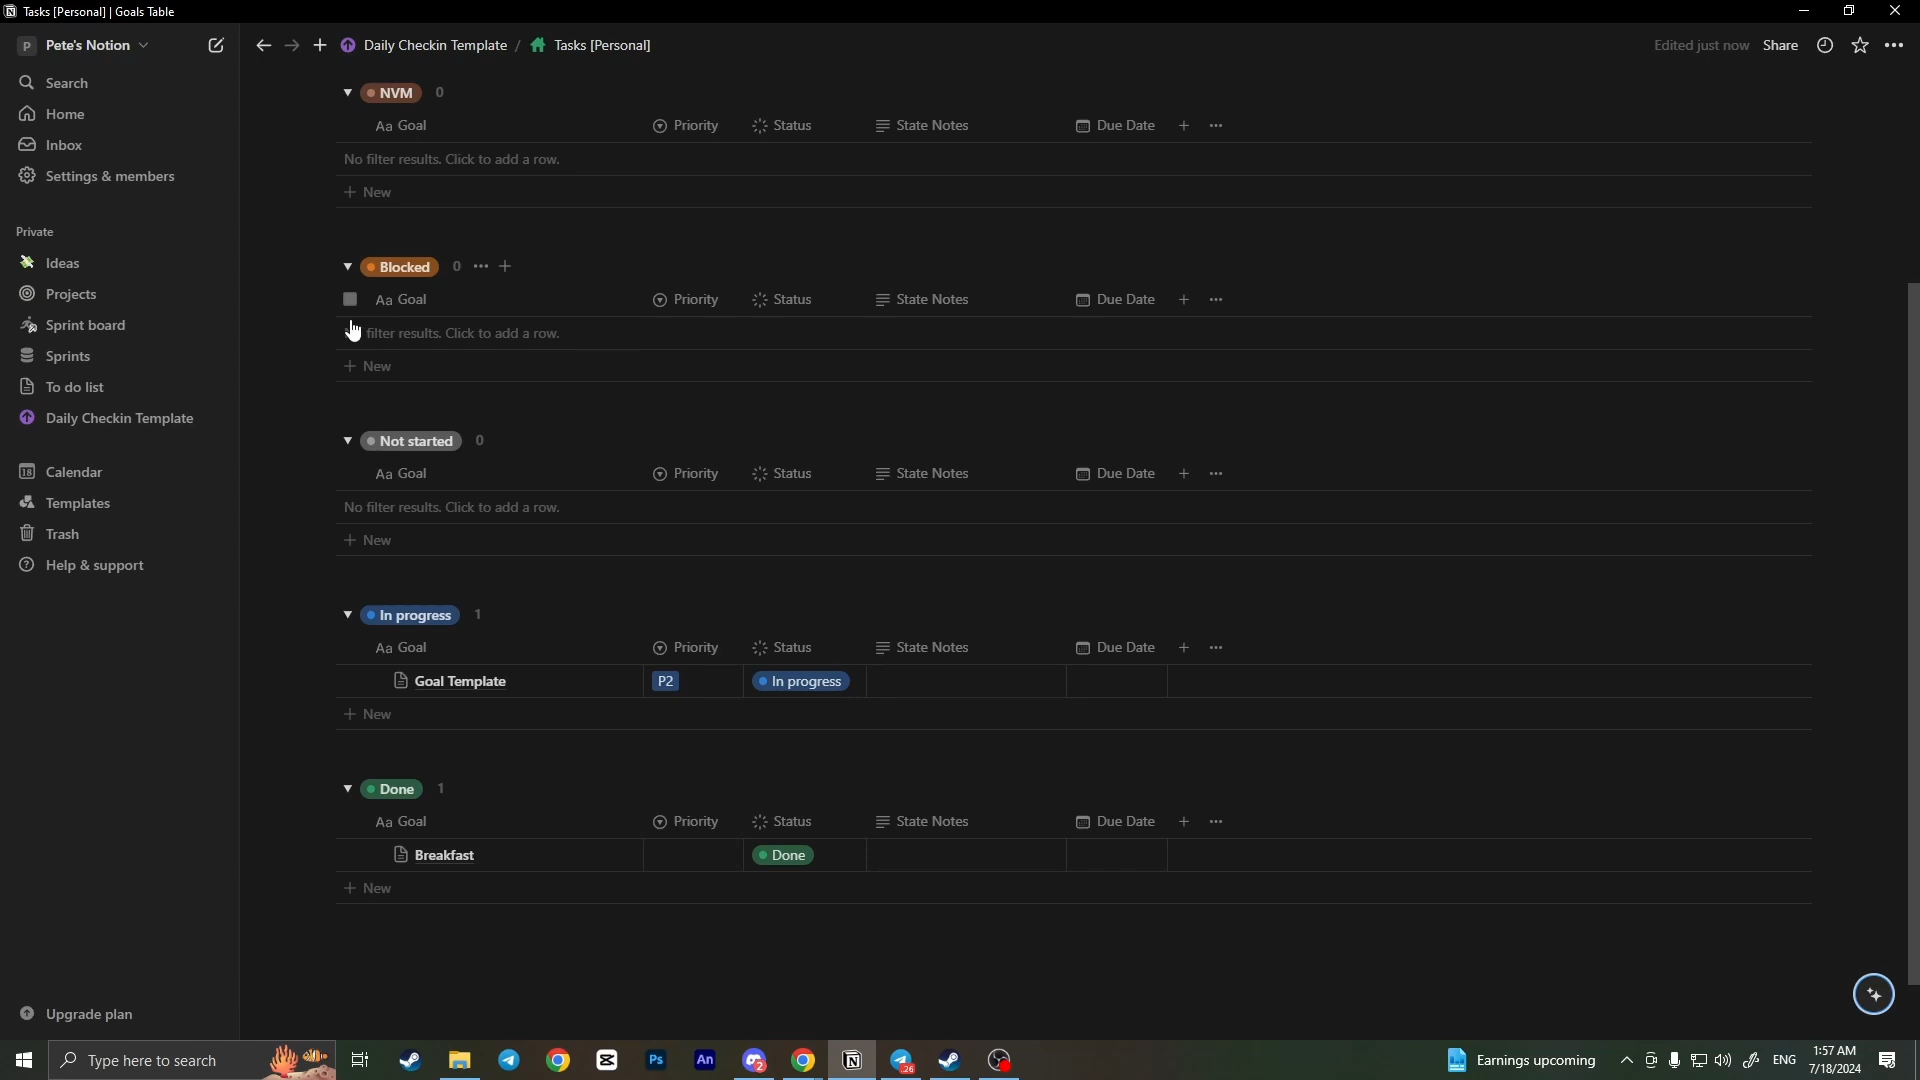 Tasks [Personal] | Goals Table
P Pete's Notion
Daily Checkin Template / Tasks [Personal]
Edited just now Share
Search
Home
Inbox
Settings & members
Private
Ideas
Projects
Sprint board
Sprints
To do list
Daily Checkin Template
18 Calendar
Templates
Trash
Help & support
Upgrade plan
NVM 0
Aa Goal Priority Status State Notes Due Date
No filter results. Click to add a row.
+ New
Blocked 0
Aa Goal Priority Status State Notes Due Date
filter results. Click to add a row.
+ New
Not started 0
Aa Goal Priority Status State Notes Due Date
No filter results. Click to add a row.
+ New
In progress 1
Aa Goal Priority Status State Notes Due Date
Goal Template P2 In progress
+ New
Done 1
Aa Goal Priority Status State Notes Due Date
Breakfast Done
+ New
Type here to search
Ps
An
2
26
Earnings upcoming
ENG
1:57 AM
7/18/2024